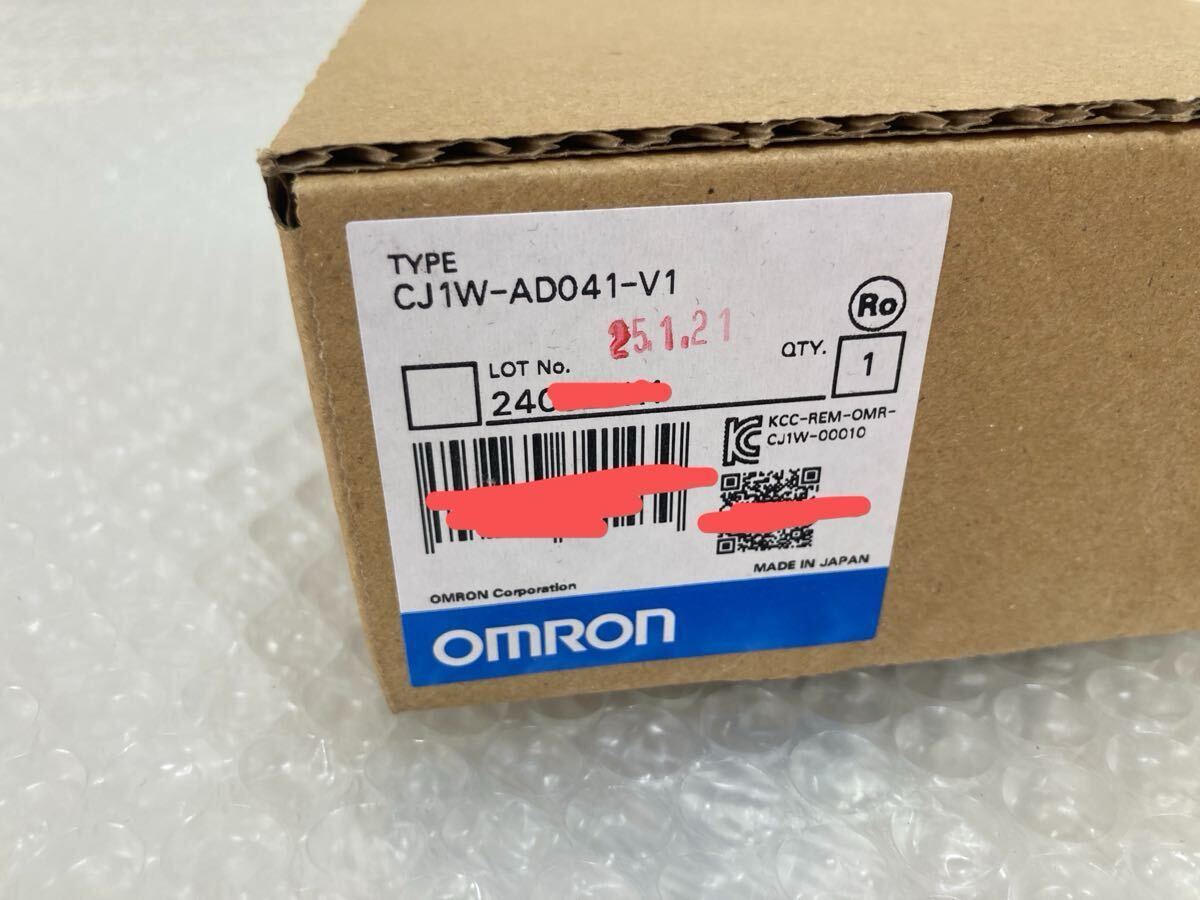 TYPE
CJ1W-AD041-V1
Ro
25.1.21
LOT No.
QTY.
1
240
KCC-REM-OMR-
CJ1W-00010
MADE IN JAPAN
OMRON Corporation
OMRON